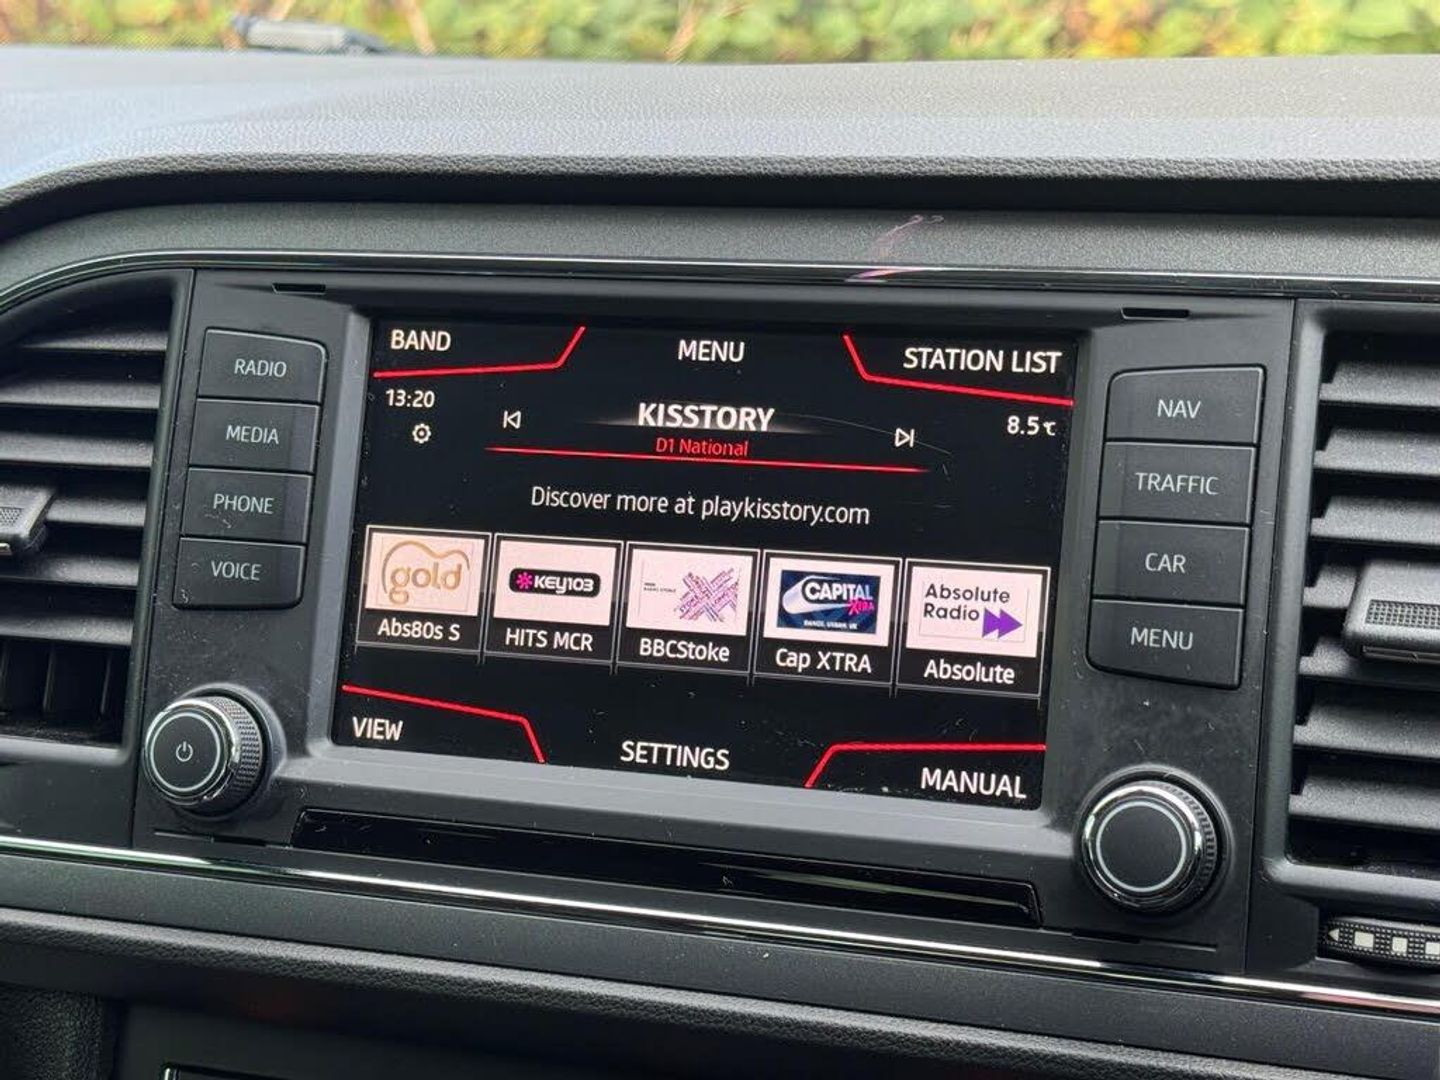 BAND
MENU
STATION LIST
RADIO
MEDIA
PHONE
VOICE
13:20
KISSTORY
D1 National
8.5℃
Discover more at playkisstory.com
gold
KEY103
CAPITAL
XTRA
Absolute
Radio
Abs80s S
HITS MCR
BBCStoke
Cap XTRA
Absolute
VIEW
SETTINGS
MANUAL
NAV
TRAFFIC
CAR
MENU